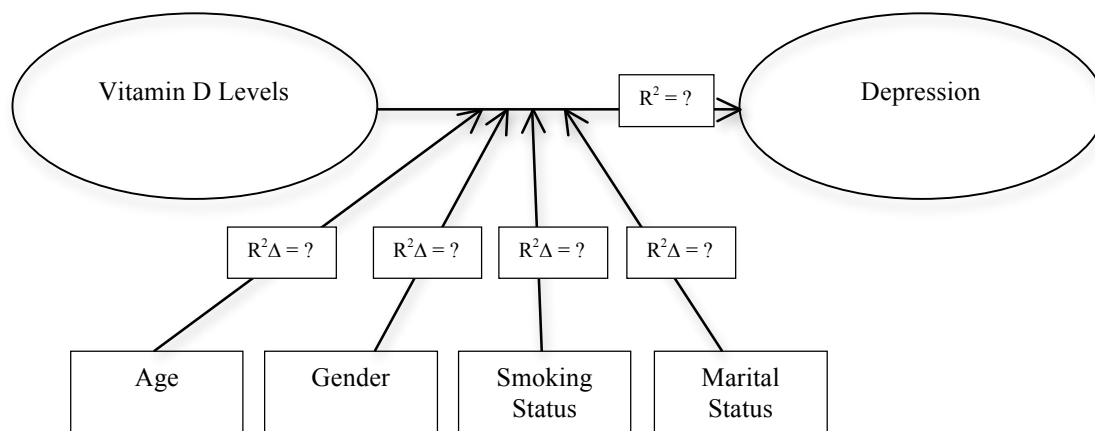 Vitamin D Levels
R² = ?
Depression
R²Δ = ?
R²Δ = ?
R²Δ = ?
R²Δ = ?
Age
Gender
Smoking
Status
Marital
Status